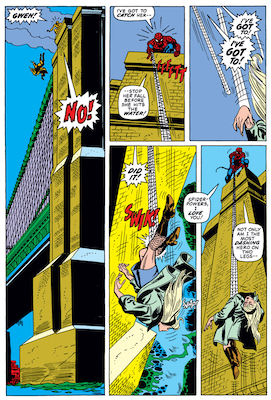 GWEN!
NO!
I'VE GOT TO
CATCH HER--
--STOP
HER FALL
BEFORE SHE
HITS THE
WATER!
I'VE
GOT
TO!
I'VE
GOT
TO!
DID
IT!
SWIK!
SPIDER-
POWERS,
I
LOVE
YOU!
NOT ONLY
AM I THE
MOST
DASHING
HERO ON
TWO
LEGS--